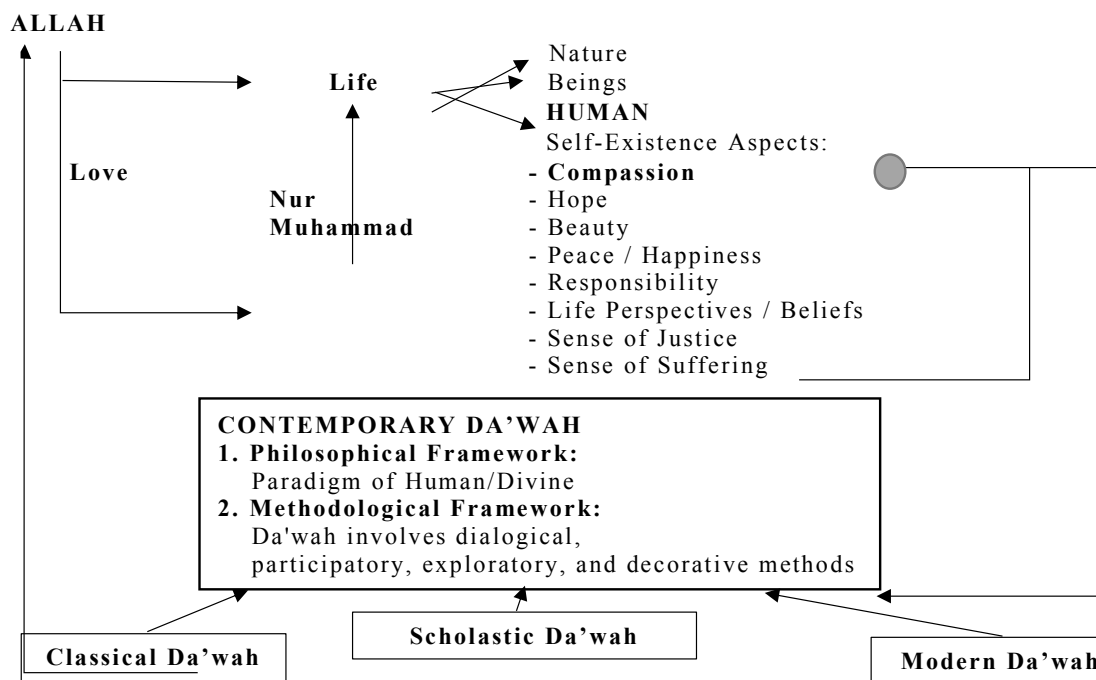 ALLAH
Love
Life
Nur
Muhammad
Nature
Beings
HUMAN
Self-Existence Aspects:
- Compassion
- Hope
- Beauty
- Peace / Happiness
- Responsibility
- Life Perspectives / Beliefs
- Sense of Justice
- Sense of Suffering
CONTEMPORARY DA’WAH
1. Philosophical Framework:
Paradigm of Human/Divine
2. Methodological Framework:
Da'wah involves dialogical,
participatory, exploratory, and decorative methods
Classical Da’wah
Scholastic Da’wah
Modern Da’wah